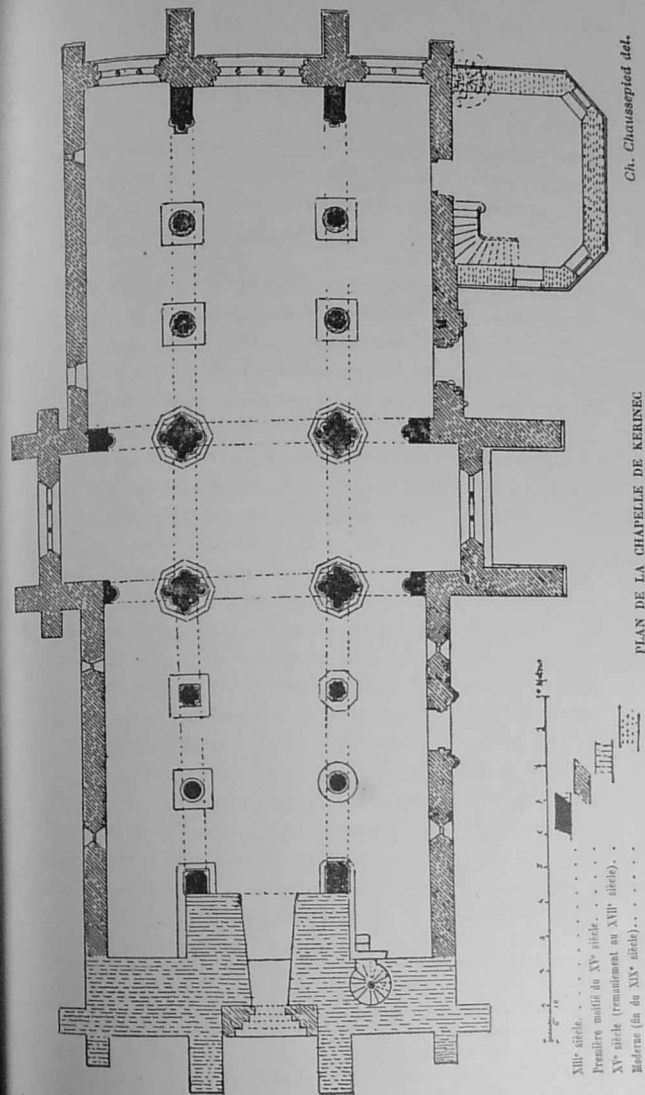 Ch. Chaussepied del.
PLAN DE LA CHAPELLE DE KERINEC
XIIIe siècle. . . . . . . . . . . .
Première moitié du XVe siècle. . . . . . .
XVe siècle (remaniement au XVIIe siècle). .
Moderne (fin du XIXe siècle). . . . . . .